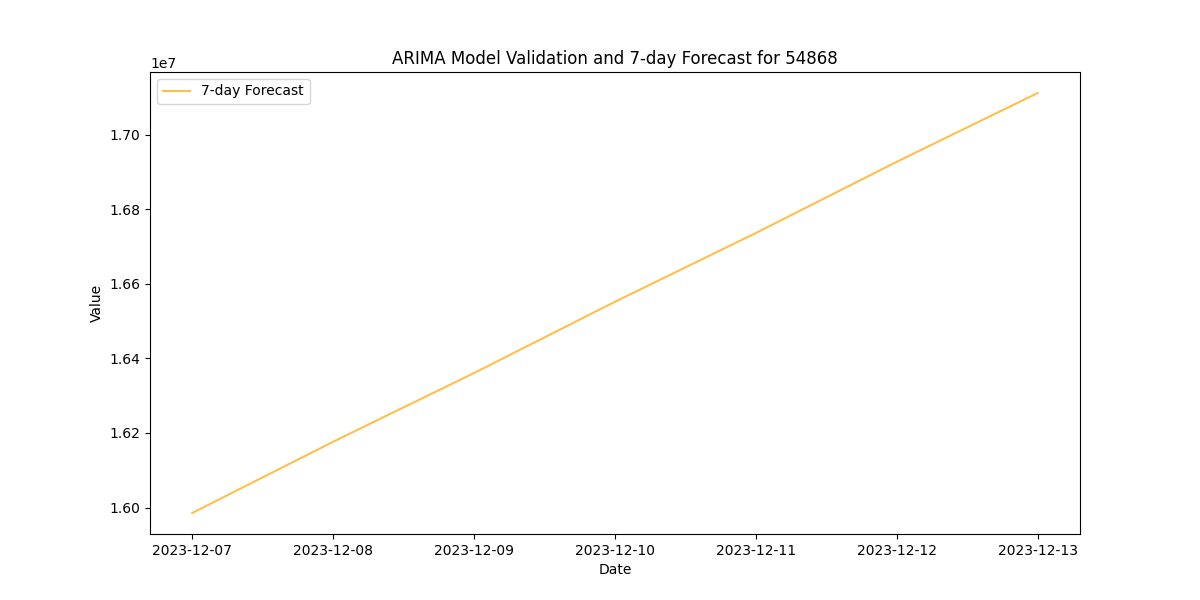 ARIMA Model Validation and 7-day Forecast for 54868
1e7
7-day Forecast
1.70
1.68
1.66
1.64
1.62
1.60
Value
2023-12-07 2023-12-08 2023-12-09 2023-12-10 2023-12-11 2023-12-12 2023-12-13
Date